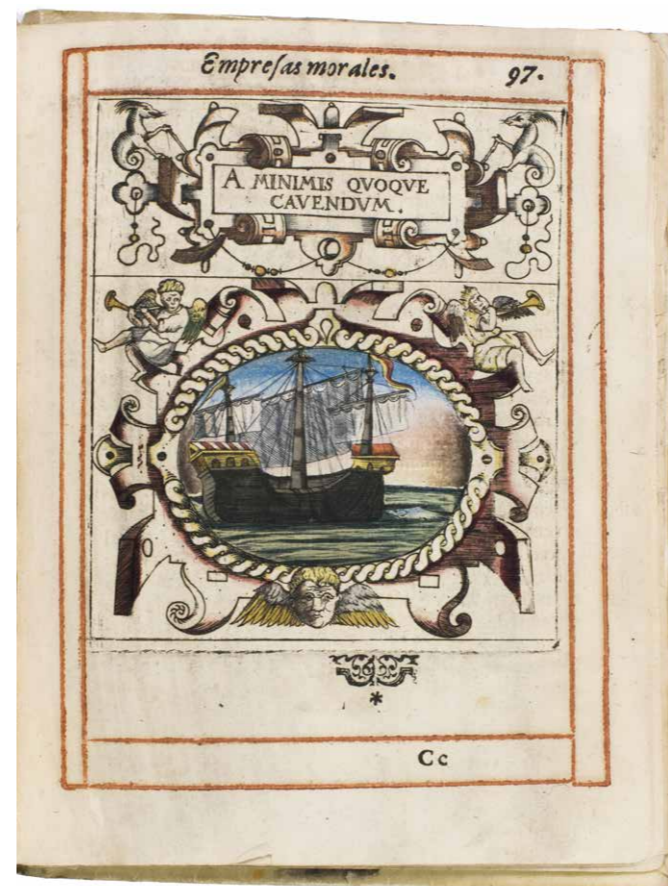 Empreſas morales. 97.
A MINIMIS QVOQVE
CAVENDVM.
*
Cc